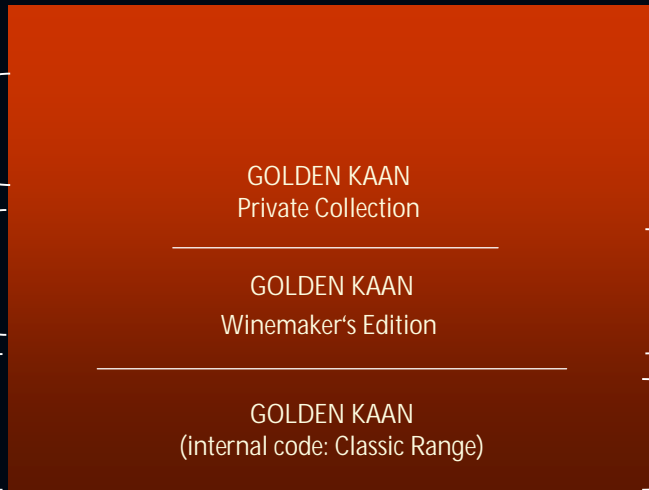 GOLDEN KAAN
Private Collection
GOLDEN KAAN
Winemaker‘s Edition
GOLDEN KAAN
(internal code: Classic Range)